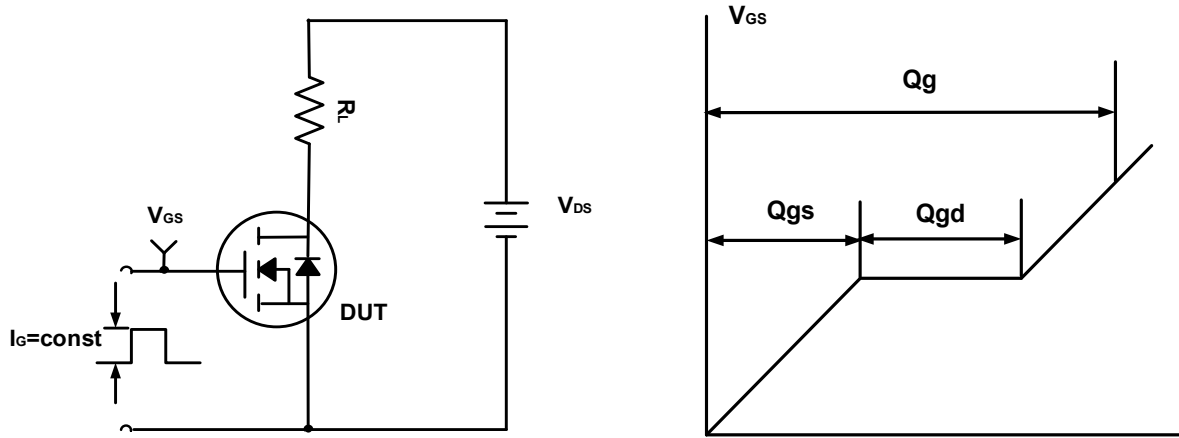 RL
VDS
VGS
DUT
IG=const
VGS
Qg
Qgs
Qgd